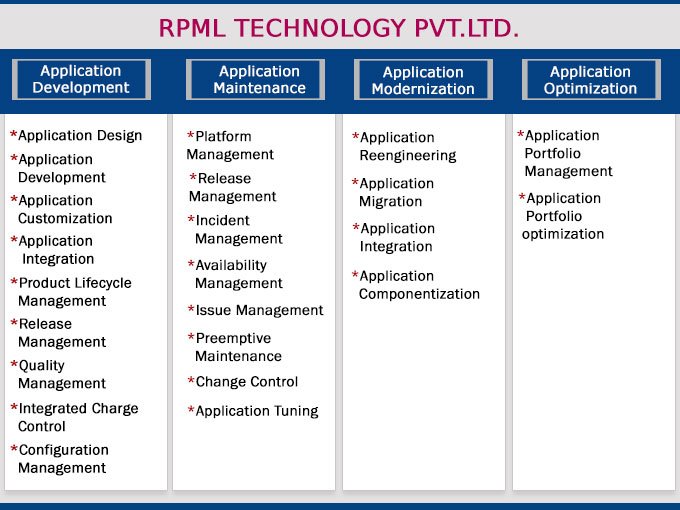 RPML TECHNOLOGY PVT.LTD.
Application
Development
*Application Design
*Application
Development
*Application
Customization
*Application
Integration
*Product Lifecycle
Management
*Release
Management
*Quality
Management
*Integrated Charge
Control
*Configuration
Management
Application
Maintenance
*Platform
Management
*Release
Management
*Incident
Management
*Availability
Management
*Issue Management
*Preemptive
Maintenance
*Change Control
*Application Tuning
Application
Modernization
*Application
Reengineering
*Application
Migration
*Application
Integration
*Application
Componentization
Application
Optimization
*Application
Portfolio
Management
*Application
Portfolio
optimization